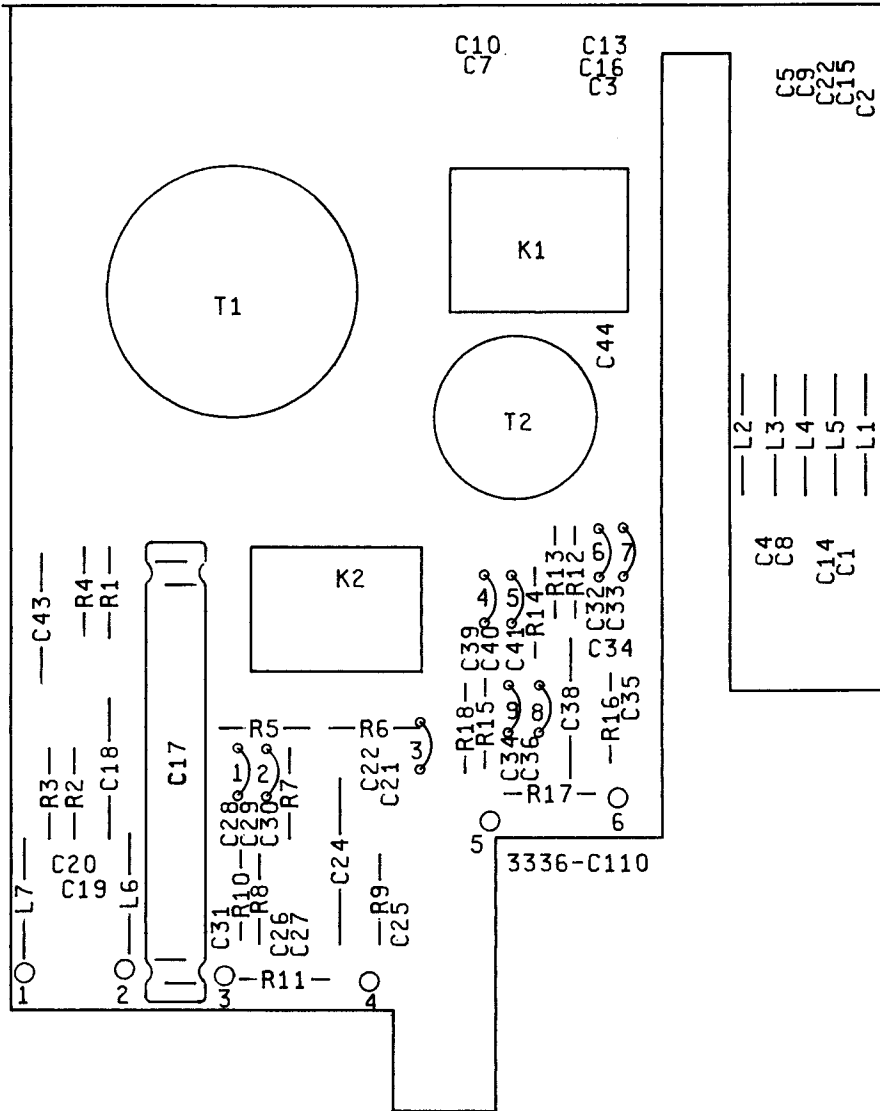 C10
C13
C7
C16
C3
C5
C9
C22
C15
C2
K1
T1
C44
T2
L2
L3
L4
L5
L1
C4
C8
C14
C1
K2
C43
R4
R1
4
5
R14
R13
R12
6
7
C32
C33
C39
C40
C41
C34
R18
R15
9
8
C38
R16
C35
C34
C36
R5
R6
3
C17
1
2
R7
C22
C21
R3
R2
C18
R17
5
6
C28
C29
C30
C20
C19
3336-C110
L7
L6
C31
R10
R8
C26
C27
C24
R9
C25
R11
1
2
3
4